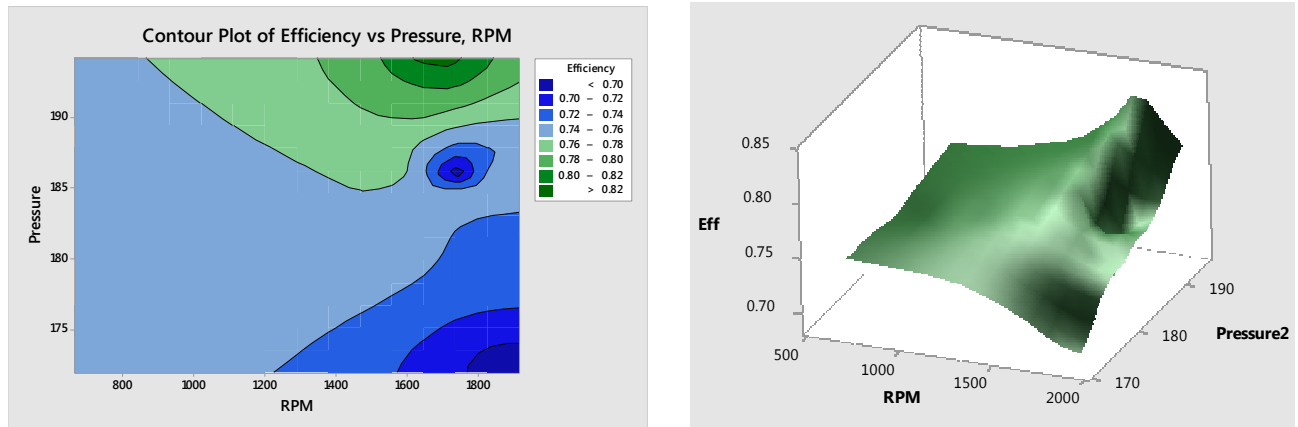 Contour Plot of Efficiency vs Pressure, RPM
Efficiency
< 0.70
0.70 – 0.72
0.72 – 0.74
0.74 – 0.76
0.76 – 0.78
0.78 – 0.80
0.80 – 0.82
> 0.82
190
185
180
175
Pressure
800 1000 1200 1400 1600 1800
RPM
0.85
0.80
0.75
0.70
Eff
500 1000 1500 2000
RPM
190
180
170
Pressure2